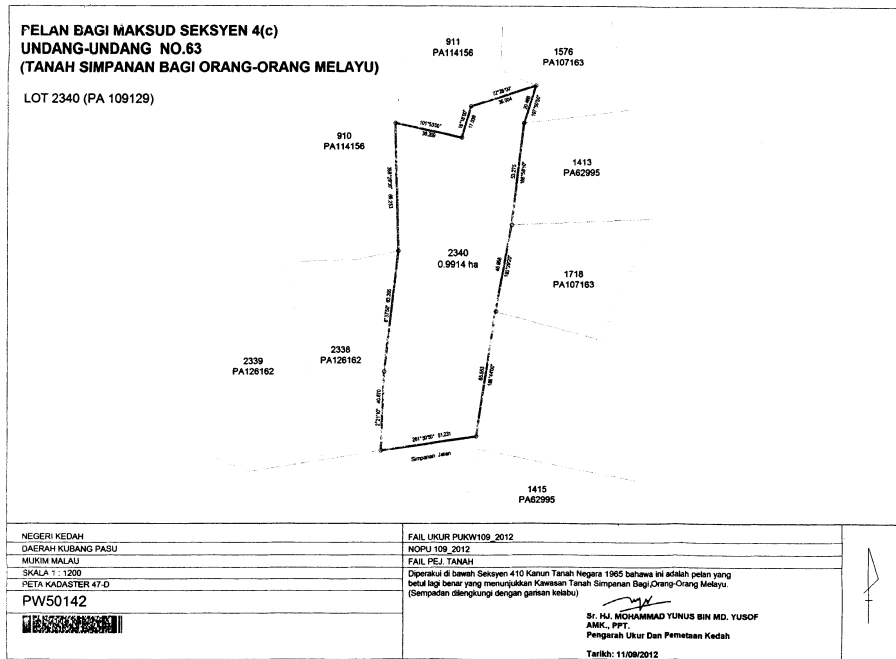 PELAN BAGI MAKSUD SEKSYEN 4(c)
UNDANG-UNDANG NO.63
(TANAH SIMPANAN BAGI ORANG-ORANG MELAYU)
LOT 2340 (PA 109129)
911
PA114156
1576
PA107163
910
PA114156
1413
PA62995
2340
0.9914 ha
1718
PA107163
2339
PA126162
2338
PA126162
51.231
Simpanan Jalan
1415
PA62995
NEGERI KEDAH
DAERAH KUBANG PASU
MUKIM MALAU
SKALA 1 : 1200
PETA KADASTER 47-D
PW50142
FAIL UKUR PUKW109_2012
NOPU 109_2012
FAIL PEJ. TANAH
Diperakui di bawah Seksyen 410 Kanun Tanah Negara 1965 bahawa ini adalah pelan yang
betul lagi benar yang menunjukkan Kawasan Tanah Simpanan Bagi,Orang-Orang Melayu.
(Sempadan dilengkungi dengan garisan kelabu)
Sr. HJ. MOHAMMAD YUNUS BIN MD. YUSOF
AMK., PPT.
Pengarah Ukur Dan Pemetaan Kedah
Tarikh: 11/09/2012